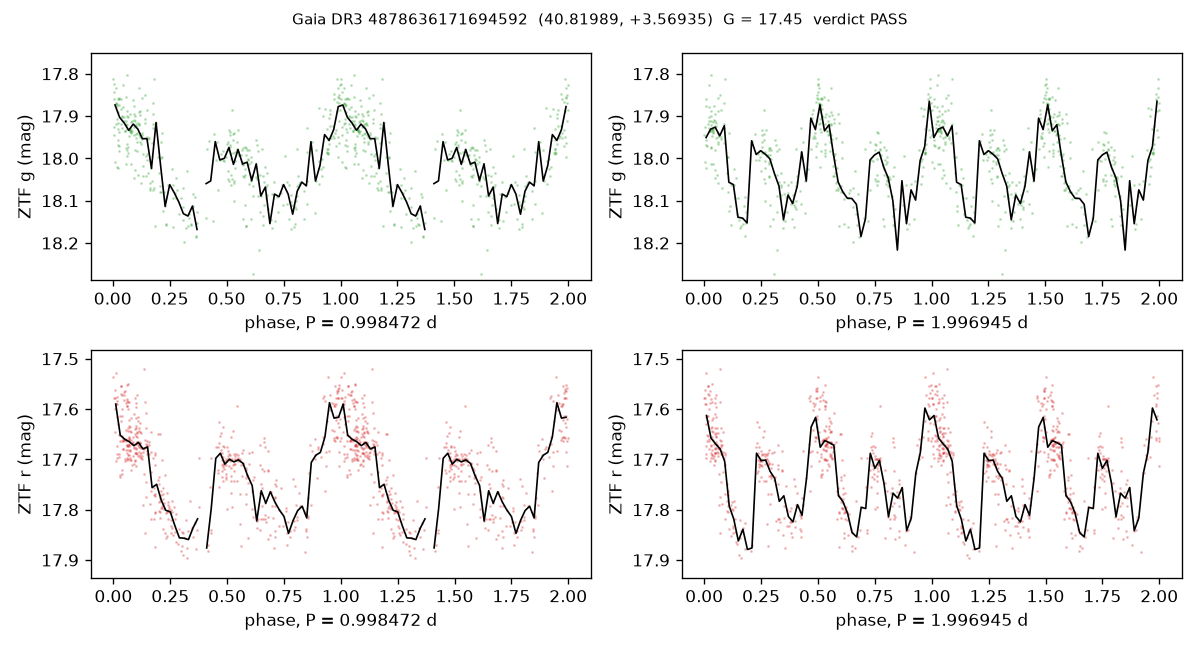 Gaia DR3 4878636171694592 (40.81989, +3.56935) G = 17.45 verdict PASS
ZTF g (mag)
17.8
17.9
18.0
18.1
18.2
0.00 0.25 0.50 0.75 1.00 1.25 1.50 1.75 2.00
phase, P = 0.998472 d
ZTF g (mag)
17.8
17.9
18.0
18.1
18.2
0.00 0.25 0.50 0.75 1.00 1.25 1.50 1.75 2.00
phase, P = 1.996945 d
ZTF r (mag)
17.5
17.6
17.7
17.8
17.9
0.00 0.25 0.50 0.75 1.00 1.25 1.50 1.75 2.00
phase, P = 0.998472 d
ZTF r (mag)
17.5
17.6
17.7
17.8
17.9
0.00 0.25 0.50 0.75 1.00 1.25 1.50 1.75 2.00
phase, P = 1.996945 d